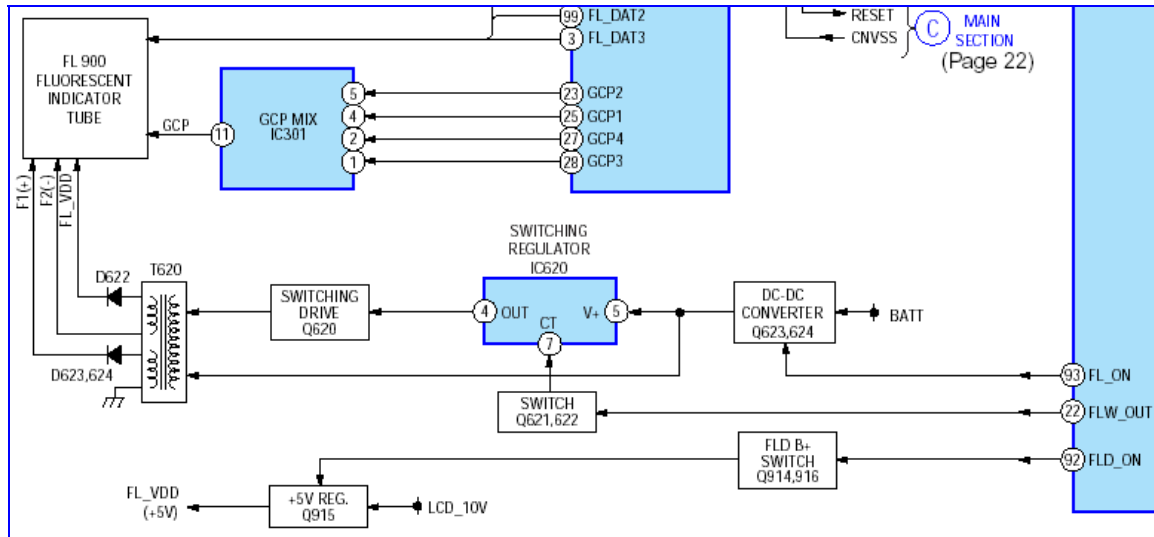 99 FL_DAT2
3 FL_DAT3
RESET
CNVSS
C
MAIN
SECTION
(Page 22)
FL 900
FLUORESCENT
INDICATOR
TUBE
GCP
11
GCP MIX
IC301
5
4
2
1
23 GCP2
25 GCP1
27 GCP4
28 GCP3
F1(+)
F2(-)
FL_VDD
D622
T620
D623,624
SWITCHING
DRIVE
Q620
SWITCHING
REGULATOR
IC620
4 OUT
V+ 5
CT
7
DC-DC
CONVERTER
Q623,624
BATT
SWITCH
Q621,622
93 FL_ON
22 FLW_OUT
92 FLD_ON
FLD B+
SWITCH
Q914,916
FL_VDD
(+5V)
+5V REG.
Q915
LCD_10V